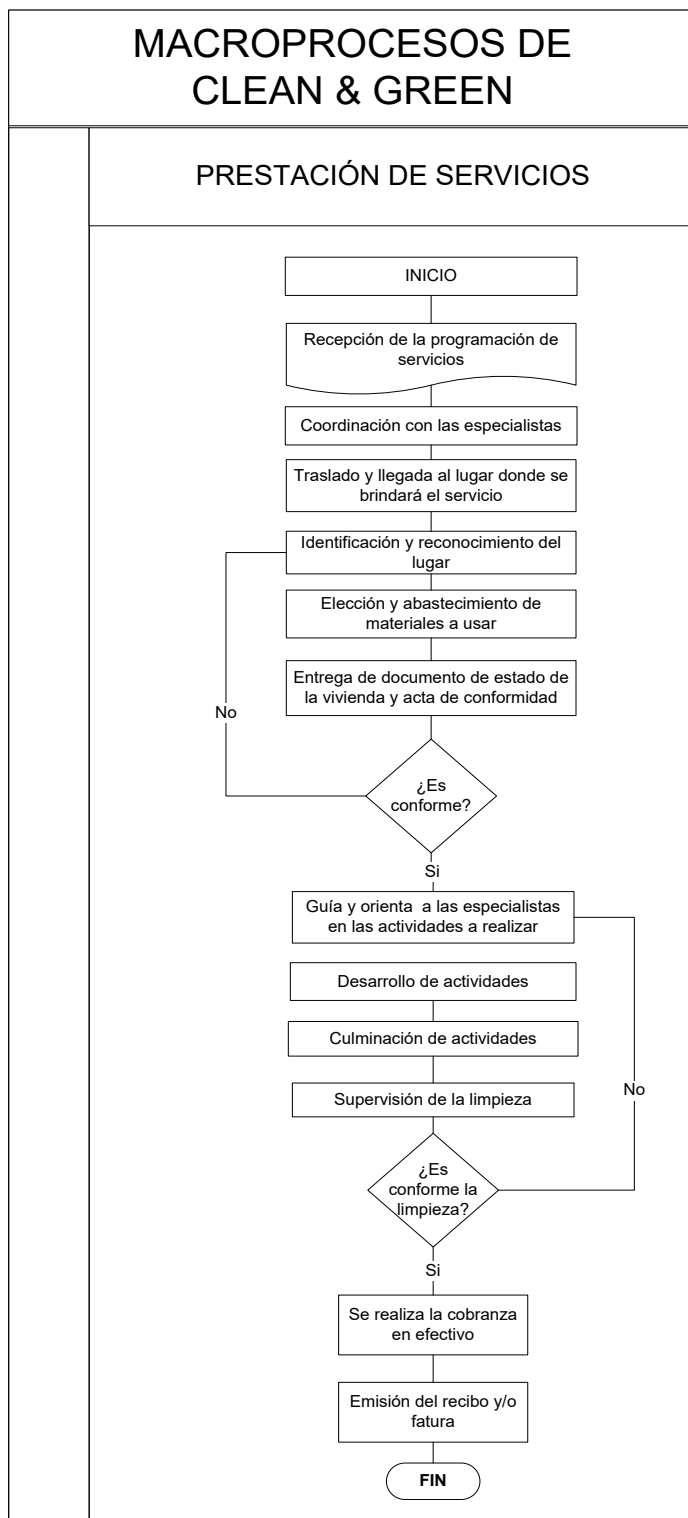 MACROPROCESOS DE
CLEAN & GREEN
PRESTACIÓN DE SERVICIOS
INICIO
Recepción de la programación de
servicios
Coordinación con las especialistas
Traslado y llegada al lugar donde se
brindará el servicio
Identificación y reconocimiento del
lugar
Elección y abastecimiento de
materiales a usar
Entrega de documento de estado de
la vivienda y acta de conformidad
No
¿Es
conforme?
Si
Guía y orienta a las especialistas
en las actividades a realizar
Desarrollo de actividades
Culminación de actividades
Supervisión de la limpieza
No
¿Es
conforme la
limpieza?
Si
Se realiza la cobranza
en efectivo
Emisión del recibo y/o
fatura
FIN